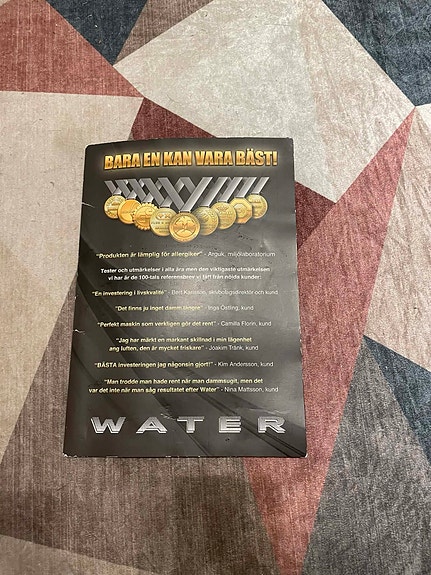 BARA EN KAN VARA BÄST!
"Produkten är lämplig för allergiker" - Arguk, miljölaboratorium
Tester och utmärkelser i alla ära men den viktigaste utmärkelsen
vi har är de 100-tals referensbrev vi fått från nöjda kunder:
"En investering i livskvalité" - Bert Karlsson, skivbolagsdirektör och kund
"Det finns ju inget damm längre" - Inga Östling, kund
"Perfekt maskin som verkligen gör det rent" - Camilla Florin, kund
"Jag har märkt en markant skillnad i min lägenhet
ang luften, den är mycket friskare" - Joakim Tränk, kund
"BÄSTA investeringen jag någonsin gjort!" - Kim Andersson, kund
"Man trodde man hade rent när man dammsugit, men det
var det inte när man såg resultatet efter Water" - Nina Mattsson, kund
WATER